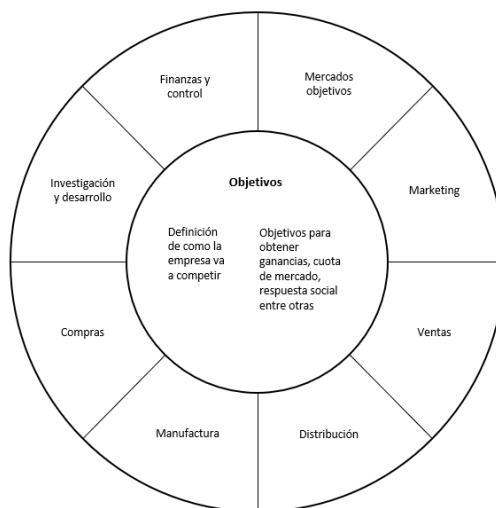 Finanzas y
control
Mercados
objetivos
Investigación
y desarrollo
Marketing
Objetivos
Definición
de como la
empresa va
a competir
Objetivos para
obtener
ganancias, cuota
de mercado,
respuesta social
entre otras
Compras
Ventas
Manufactura
Distribución